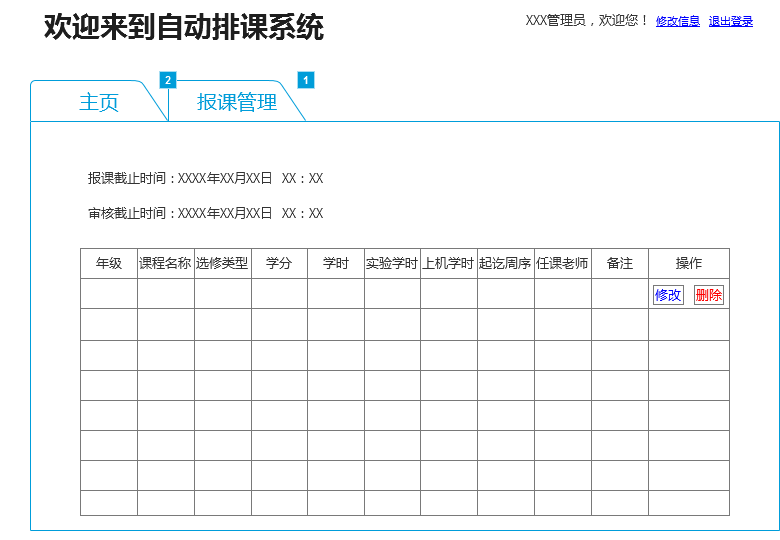 欢迎来到自动排课系统
XXX管理员，欢迎您！ 修改信息 退出登录
2 1
主页 报课管理
报课截止时间：XXXX年XX月XX日 XX：XX
审核截止时间：XXXX年XX月XX日 XX：XX
年级 课程名称 选修类型 学分 学时 实验学时 上机学时 起讫周序 任课老师 备注 操作
修改 删除